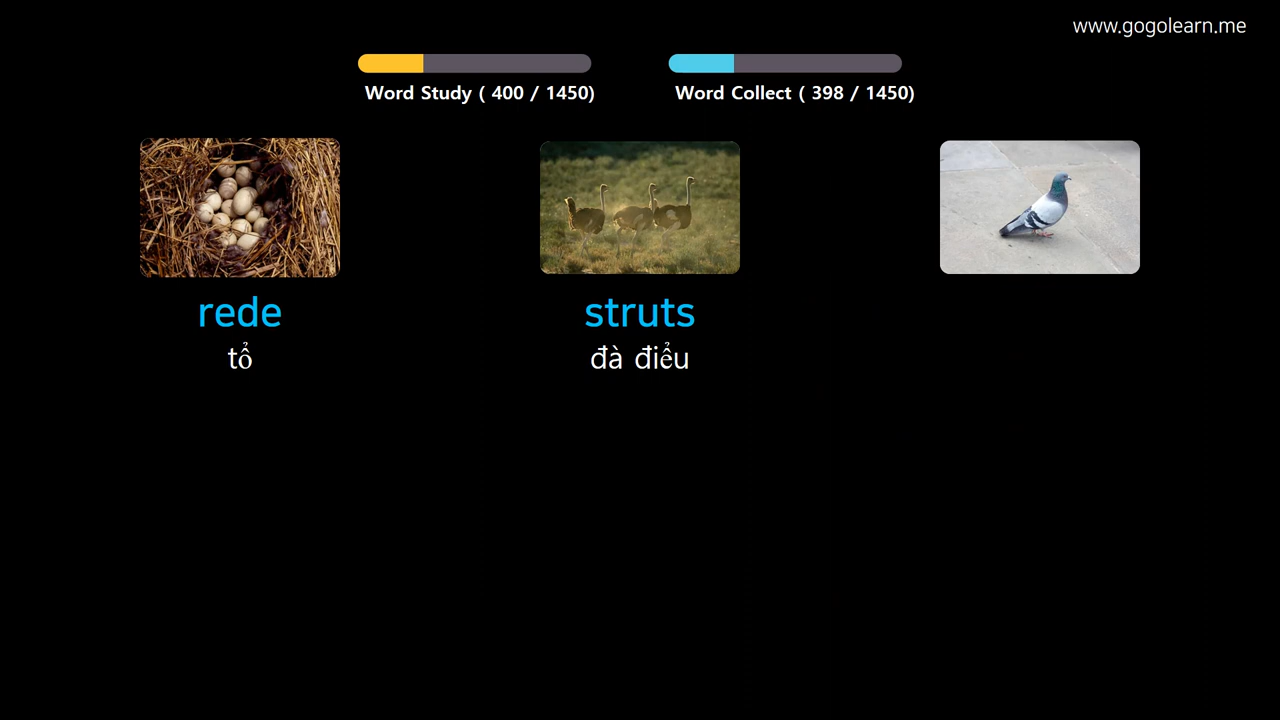 www.gogolearn.me
Word Study ( 400 / 1450)
Word Collect ( 398 / 1450)
rede
struts
tổ
đà điểu